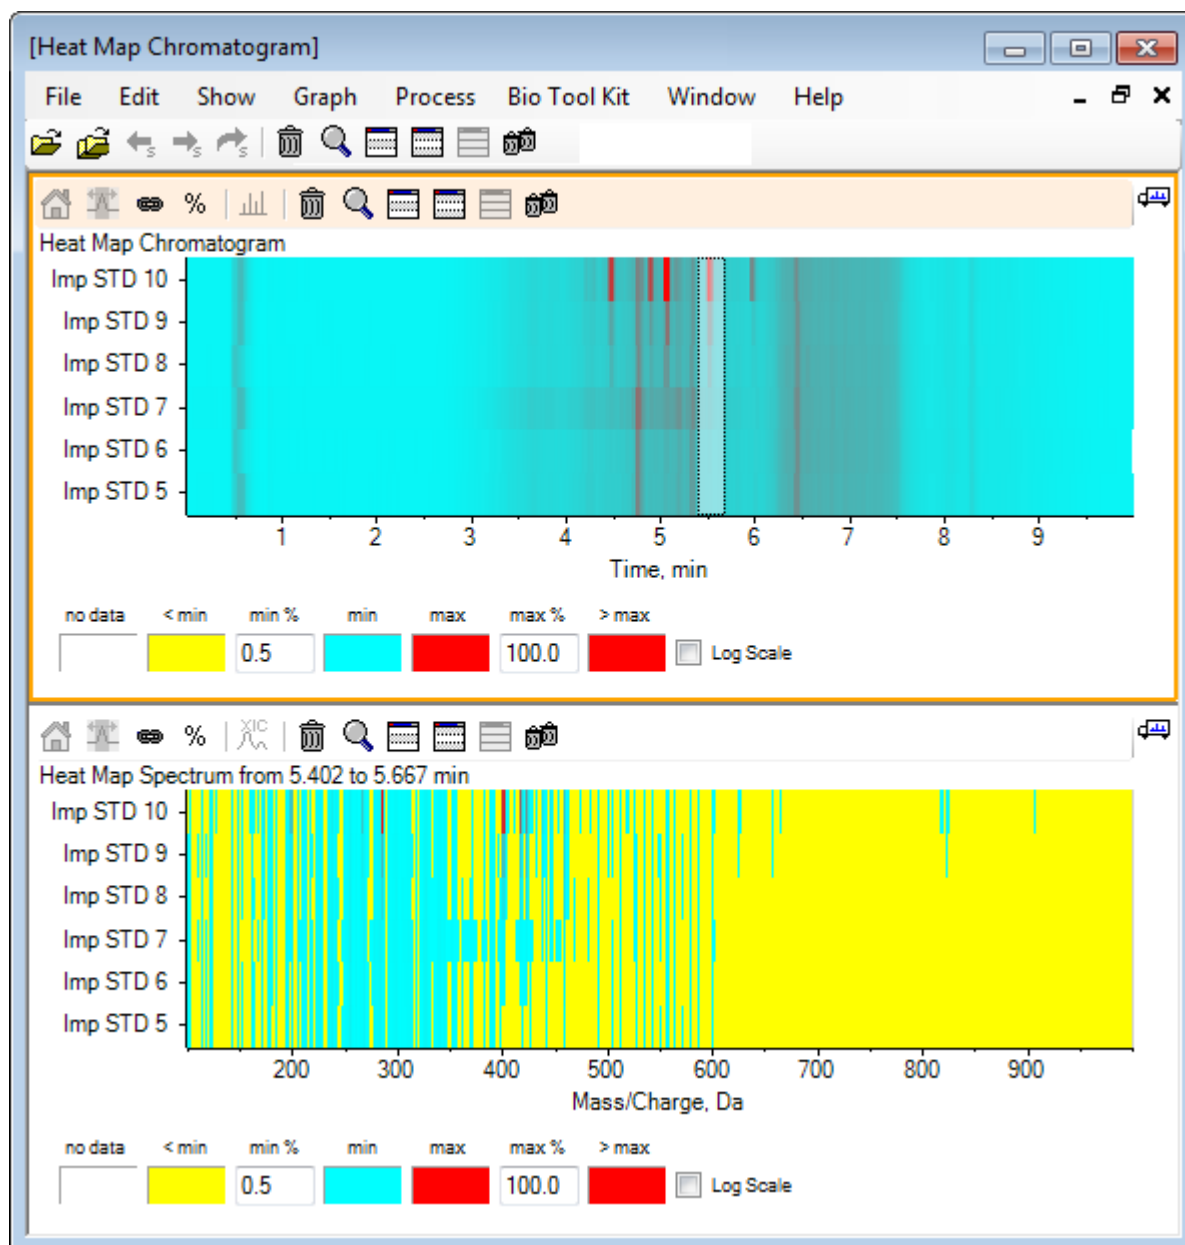 [Heat Map Chromatogram]
File Edit Show Graph Process Bio Tool Kit Window Help
%
Heat Map Chromatogram
Imp STD 10
Imp STD 9
Imp STD 8
Imp STD 7
Imp STD 6
Imp STD 5
1 2 3 4 5 6 7 8 9
Time, min
no data < min min % min max max % > max
0.5 100.0 Log Scale
% XIC
Heat Map Spectrum from 5.402 to 5.667 min
Imp STD 10
Imp STD 9
Imp STD 8
Imp STD 7
Imp STD 6
Imp STD 5
200 300 400 500 600 700 800 900
Mass/Charge, Da
no data < min min % min max max % > max
0.5 100.0 Log Scale